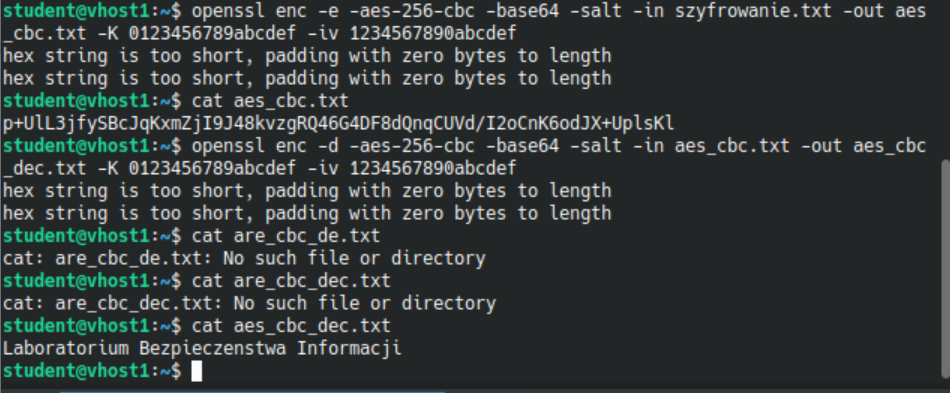 student@vhost1:~$ openssl enc -e -aes-256-cbc -base64 -salt -in szyfrowanie.txt -out aes
_cbc.txt -K 0123456789abcdef -iv 1234567890abcdef
hex string is too short, padding with zero bytes to length
hex string is too short, padding with zero bytes to length
student@vhost1:~$ cat aes_cbc.txt
p+UlL3jfySBcJqKxmZjI9J48kvzgRQ46G4DF8dQnqCUVd/I2oCnK6odJX+UplsKl
student@vhost1:~$ openssl enc -d -aes-256-cbc -base64 -salt -in aes_cbc.txt -out aes_cbc
_dec.txt -K 0123456789abcdef -iv 1234567890abcdef
hex string is too short, padding with zero bytes to length
hex string is too short, padding with zero bytes to length
student@vhost1:~$ cat are_cbc_de.txt
cat: are_cbc_de.txt: No such file or directory
student@vhost1:~$ cat are_cbc_dec.txt
cat: are_cbc_dec.txt: No such file or directory
student@vhost1:~$ cat aes_cbc_dec.txt
Laboratorium Bezpieczenstwa Informacji
student@vhost1:~$